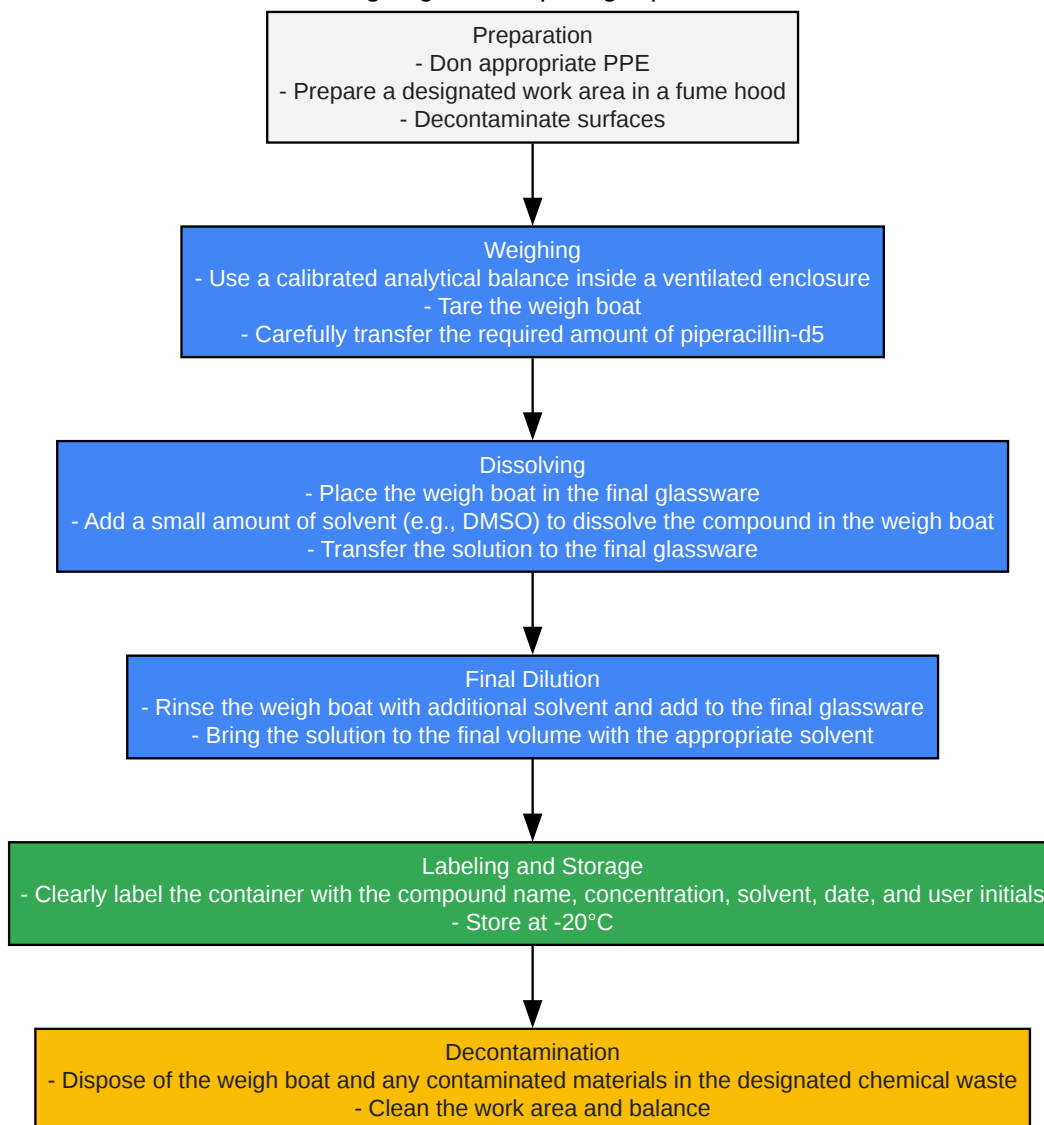 Preparation
- Don appropriate PPE
- Prepare a designated work area in a fume hood
- Decontaminate surfaces
Weighing
- Use a calibrated analytical balance inside a ventilated enclosure
- Tare the weigh boat
- Carefully transfer the required amount of piperacillin-d5
Dissolving
- Place the weigh boat in the final glassware
- Add a small amount of solvent (e.g., DMSO) to dissolve the compound in the weigh boat
- Transfer the solution to the final glassware
Final Dilution
- Rinse the weigh boat with additional solvent and add to the final glassware
- Bring the solution to the final volume with the appropriate solvent
Labeling and Storage
- Clearly label the container with the compound name, concentration, solvent, date, and user initials
- Store at -20°C
Decontamination
- Dispose of the weigh boat and any contaminated materials in the designated chemical waste
- Clean the work area and balance